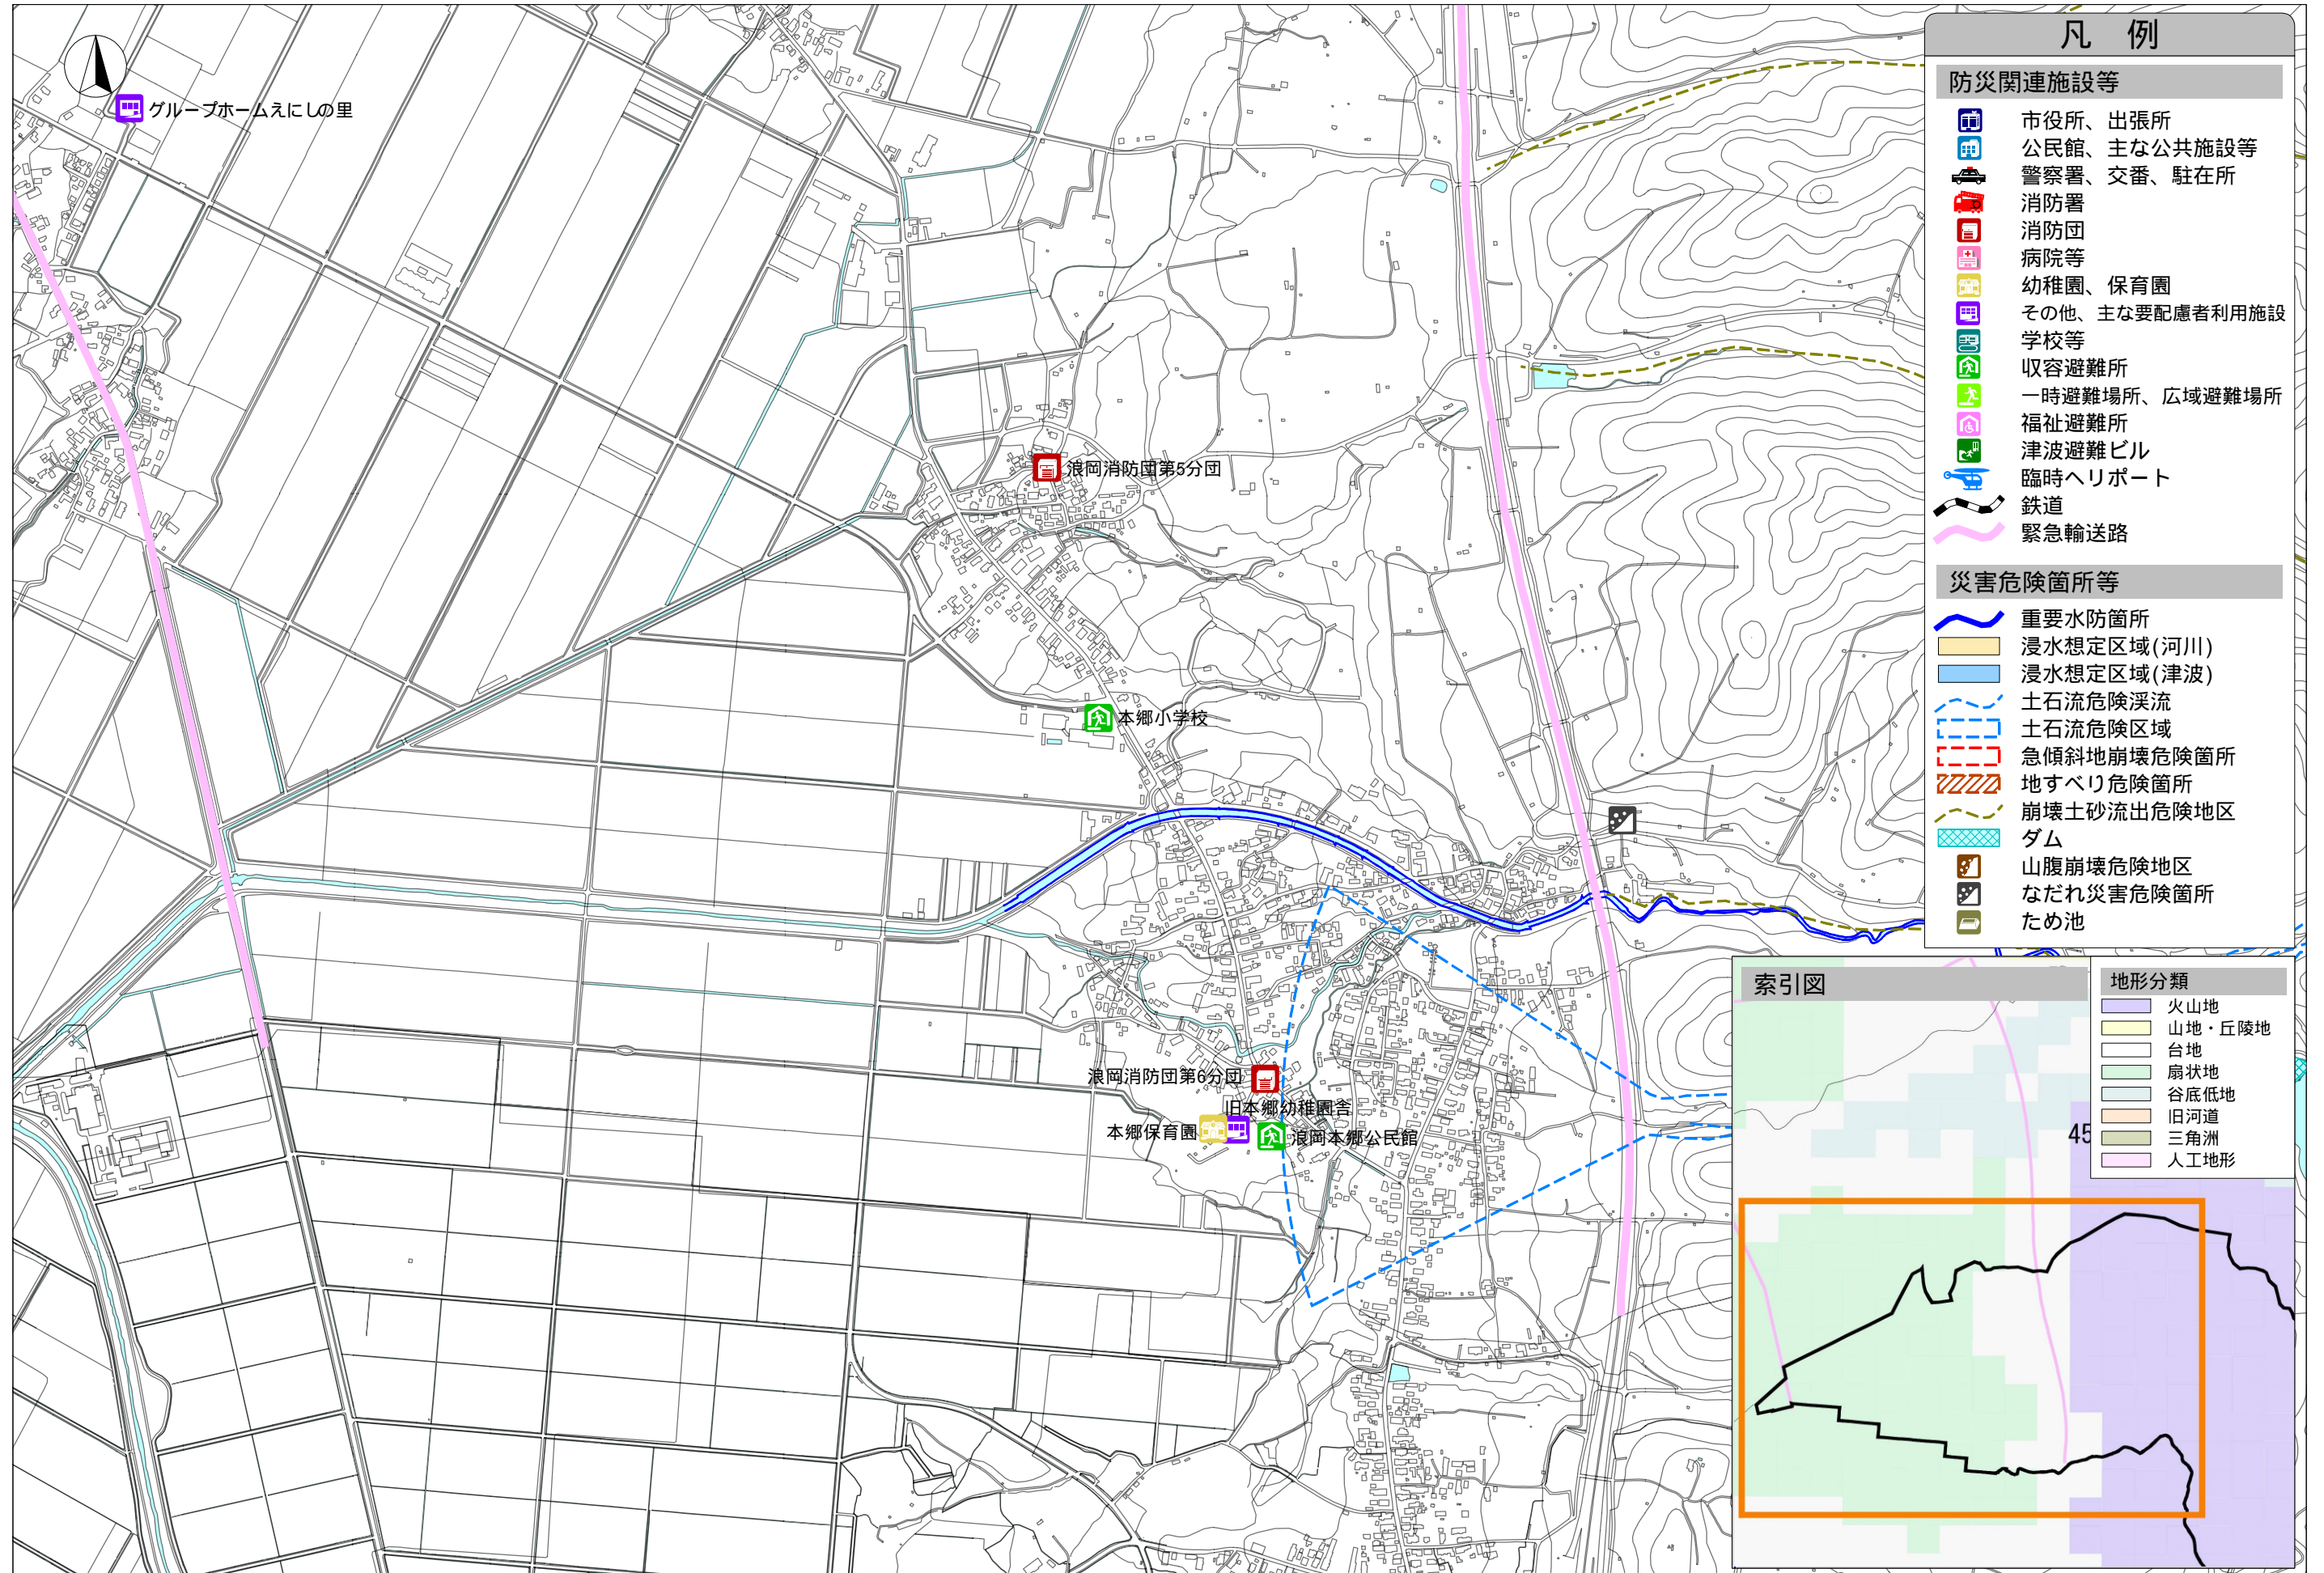 グループホームえにしの里
浪岡消防団第5分団
本郷小学校
浪岡消防団第6分団
旧本郷幼稚園舎
本郷保育園
浪岡本郷公民館
凡 例
防災関連施設等
市役所、出張所
公民館、主な公共施設等
警察署、交番、駐在所
消防署
消防団
病院等
幼稚園、保育園
その他、主な要配慮者利用施設
学校等
収容避難所
一時避難場所、広域避難場所
福祉避難所
津波避難ビル
臨時ヘリポート
鉄道
緊急輸送路
災害危険箇所等
重要水防箇所
浸水想定区域(河川)
浸水想定区域(津波)
土石流危険渓流
土石流危険区域
急傾斜地崩壊危険箇所
地すべり危険箇所
崩壊土砂流出危険地区
ダム
山腹崩壊危険地区
なだれ災害危険箇所
ため池
索引図
45
地形分類
火山地
山地・丘陵地
台地
扇状地
谷底低地
旧河道
三角洲
人工地形